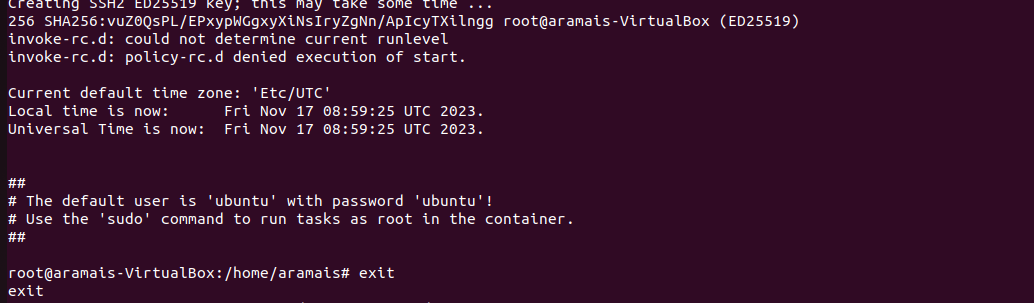 Creating SSH2 ED25519 key; this may take some time ...
256 SHA256:vuZ0QsPL/EPxypWGgxyXiNsIryZgNn/ApIcyTXilngg root@aramais-VirtualBox (ED25519)
invoke-rc.d: could not determine current runlevel
invoke-rc.d: policy-rc.d denied execution of start.
Current default time zone: 'Etc/UTC'
Local time is now:      Fri Nov 17 08:59:25 UTC 2023.
Universal Time is now:  Fri Nov 17 08:59:25 UTC 2023.
##
# The default user is 'ubuntu' with password 'ubuntu'!
# Use the 'sudo' command to run tasks as root in the container.
##
root@aramais-VirtualBox:/home/aramais# exit
exit